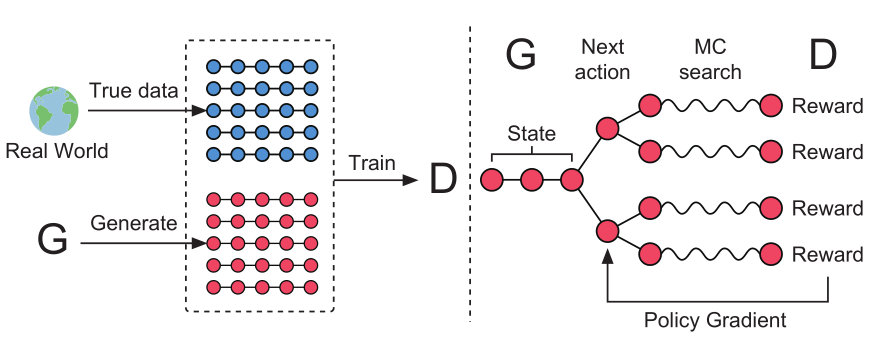 True data
Real World
G
Generate
Train
D
G
Next
action
MC
search
D
State
Reward
Reward
Reward
Reward
Policy Gradient